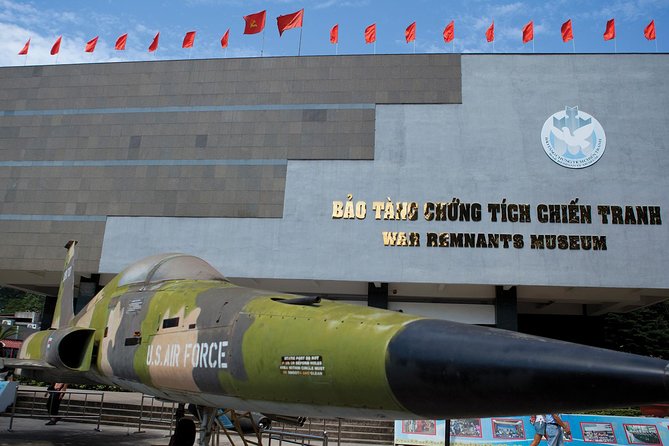 BẢO TÀNG CHỨNG TÍCH CHIẾN TRANH
WAR REMNANTS MUSEUM
U.S. AIR FORCE